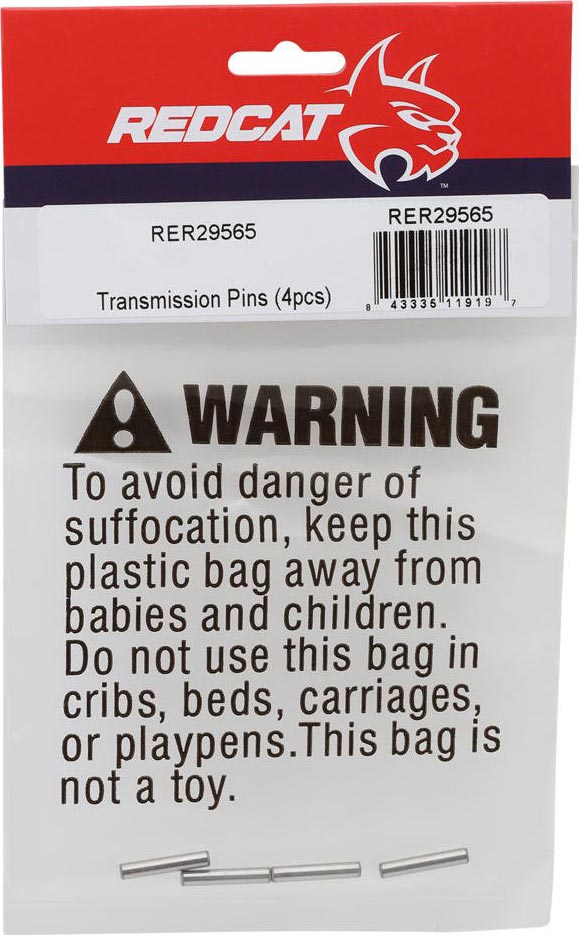 REDCAT
TM
RER29565
RER29565
Transmission Pins (4pcs)
8 43335 11919 7
WARNING
To avoid danger of
suffocation, keep this
plastic bag away from
babies and children.
Do not use this bag in
cribs, beds, carriages,
or playpens.This bag is
not a toy.